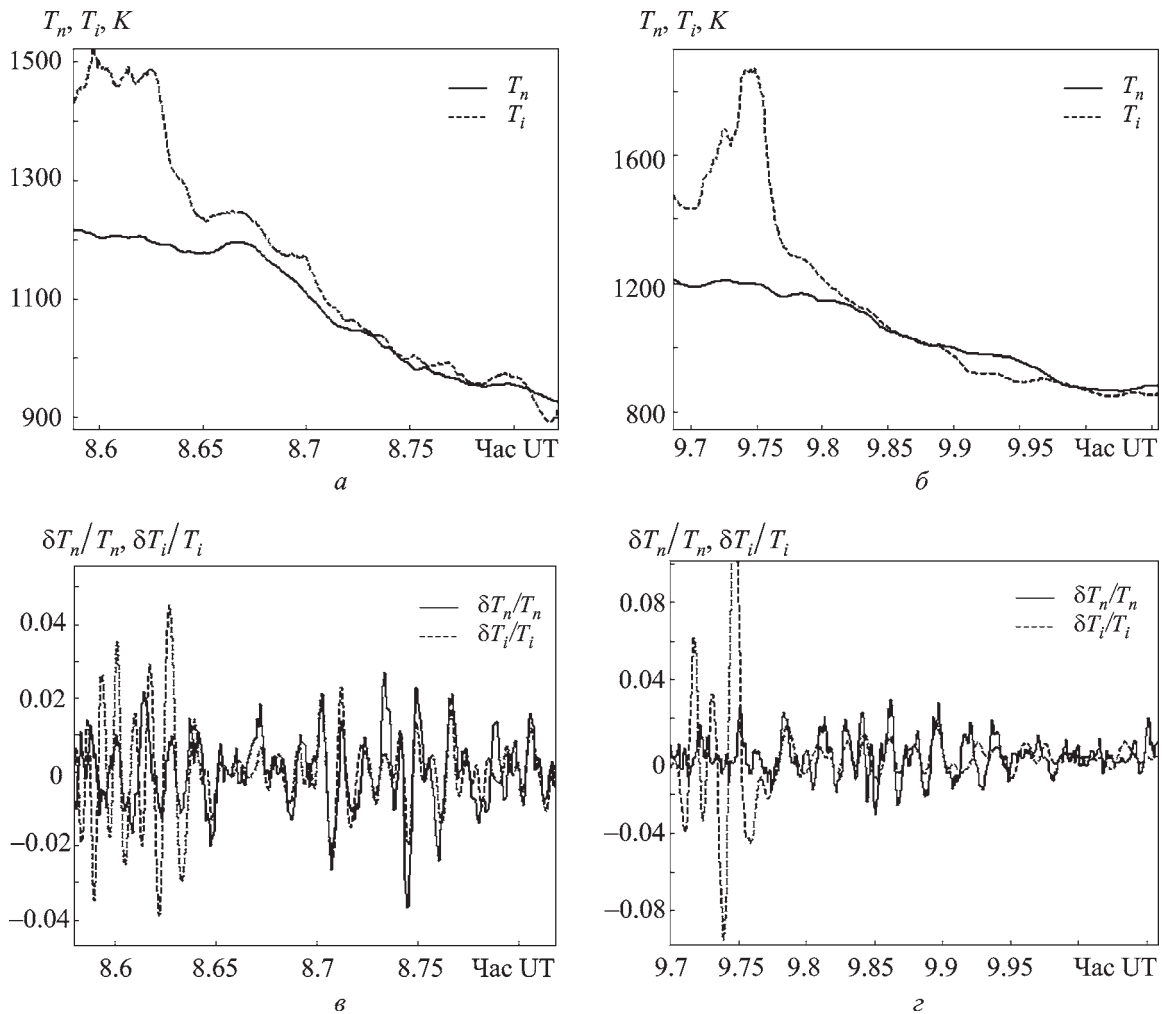 T_n, T_i, K
1500
1300
1100
900
T_n
T_i
8.6 8.65 8.7 8.75 Час UT
а
T_n, T_i, K
1600
1200
800
T_n
T_i
9.7 9.75 9.8 9.85 9.9 9.95 Час UT
б
δT_n/T_n, δT_i/T_i
0.04
0.02
0
–0.02
–0.04
δT_n/T_n
δT_i/T_i
8.6 8.65 8.7 8.75 Час UT
в
δT_n/T_n, δT_i/T_i
0.08
0.04
0
–0.04
–0.08
δT_n/T_n
δT_i/T_i
9.7 9.75 9.8 9.85 9.9 9.95 Час UT
г